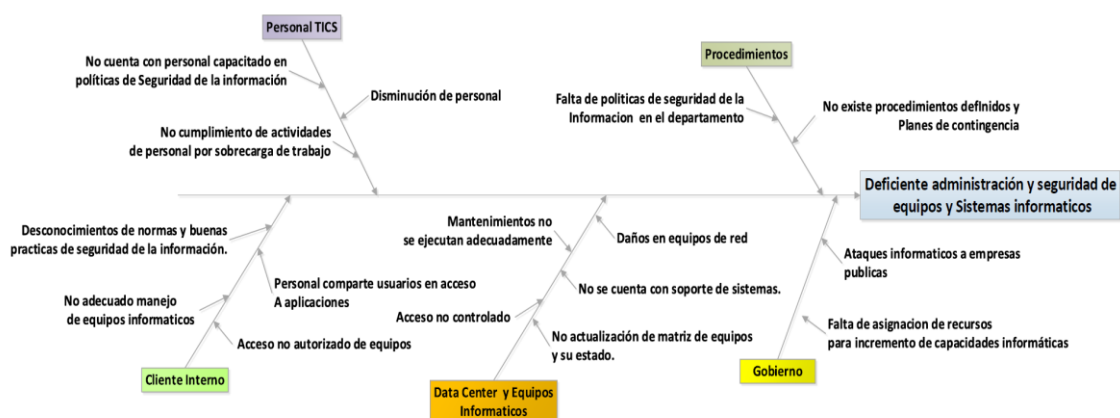 Personal TICS
No cuenta con personal capacitado en
políticas de Seguridad de la información
Disminución de personal
No cumplimiento de actividades
de personal por sobrecarga de trabajo
Procedimientos
Falta de politicas de seguridad de la
Informacion en el departamento
No existe procedimientos definidos y
Planes de contingencia
Deficiente administración y seguridad de
equipos y Sistemas informaticos
Desconocimientos de normas y buenas
practicas de seguridad de la información.
Personal comparte usuarios en acceso
A aplicaciones
No adecuado manejo
de equipos informaticos
Acceso no autorizado de equipos
Cliente Interno
Mantenimientos no
se ejecutan adecuadamente
Daños en equipos de red
No se cuenta con soporte de sistemas.
Acceso no controlado
No actualización de matriz de equipos
y su estado.
Data Center y Equipos
Informaticos
Ataques informaticos a empresas
publicas
Falta de asignacion de recursos
para incremento de capacidades informáticas
Gobierno